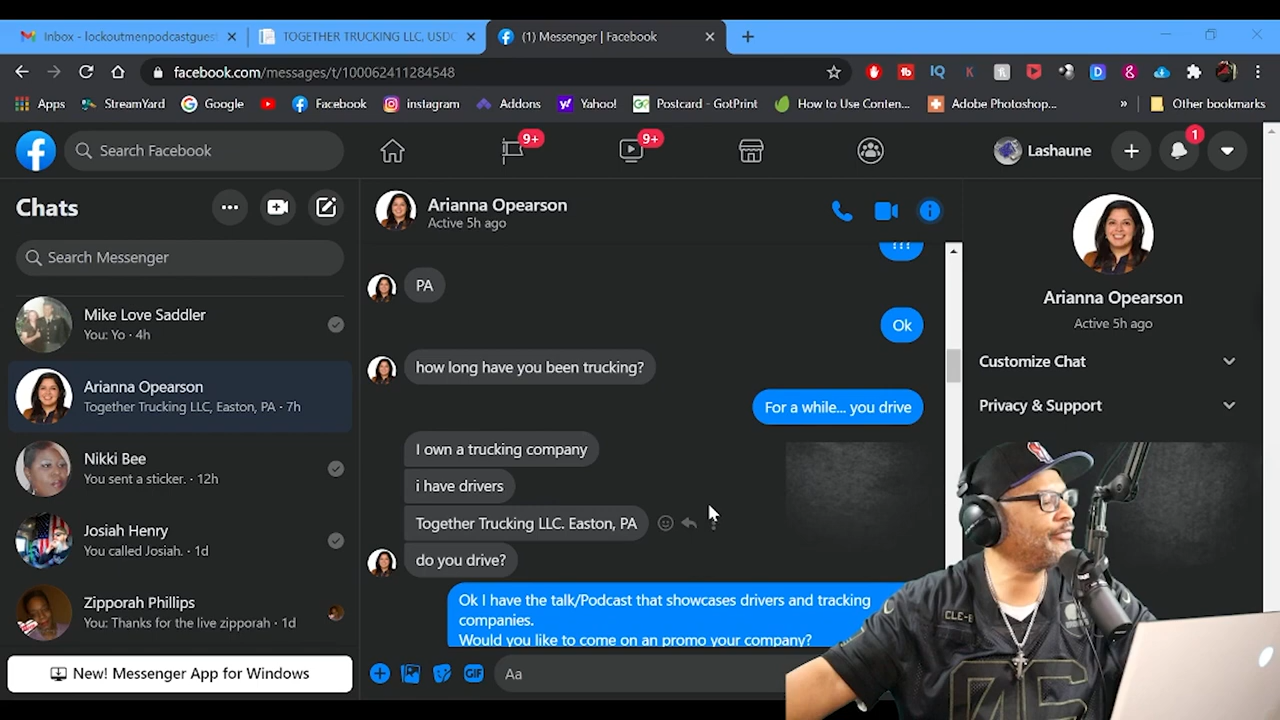 Inbox - lockoutmenpodcastgues
TOGETHER TRUCKING LLC, USDC
(1) Messenger | Facebook
facebook.com/messages/t/100062411284548
Apps
StreamYard
Google
Facebook
instagram
Addons
Yahoo!
Postcard - GotPrint
How to Use Conten...
Adobe Photoshop...
»
Other bookmarks
Search Facebook
9+
9+
Lashaune
1
Chats
Arianna Opearson
Active 5h ago
Search Messenger
Mike Love Saddler
You: Yo · 4h
Arianna Opearson
Together Trucking LLC, Easton, PA · 7h
Nikki Bee
You sent a sticker. · 12h
Josiah Henry
You called Josiah. · 1d
Zipporah Phillips
You: Thanks for the live zipporah · 1d
New! Messenger App for Windows
???
PA
Ok
how long have you been trucking?
For a while... you drive
I own a trucking company
i have drivers
Together Trucking LLC. Easton, PA
do you drive?
Ok I have the talk/Podcast that showcases drivers and tracking
companies.
Would you like to come on an promo your company?
GIF
Aa
Arianna Opearson
Active 5h ago
Customize Chat
Privacy & Support